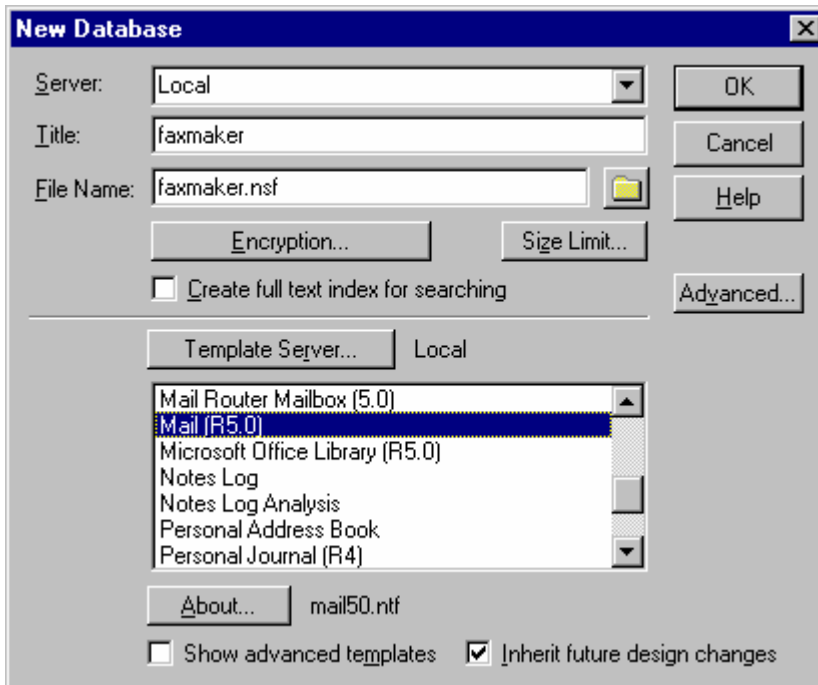 New Database
Server: Local OK
Title: faxmaker Cancel
File Name: faxmaker.nsf Help
Encryption... Size Limit...
Create full text index for searching Advanced...
Template Server... Local
Mail Router Mailbox (5.0)
Mail (R5.0)
Microsoft Office Library (R5.0)
Notes Log
Notes Log Analysis
Personal Address Book
Personal Journal (R4)
About... mail50.ntf
Show advanced templates Inherit future design changes